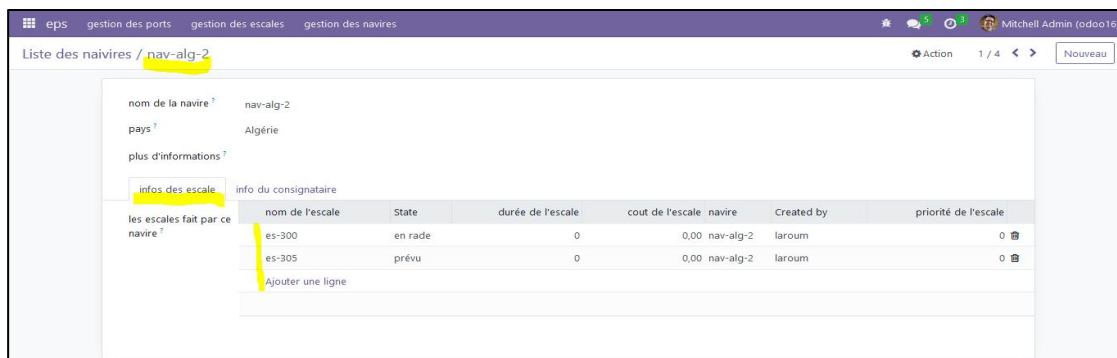 eps gestion des ports gestion des escales gestion des navires 5 3 Mitchell Admin (odoo16
Liste des naivires / nav-alg-2 Action 1 / 4 Nouveau
nom de la navire ? nav-alg-2
pays ? Algérie
plus d'informations ?
infos des escale info du consignataire
les escales fait par ce navire ?
nom de l'escale State durée de l'escale cout de l'escale navire Created by priorité de l'escale
es-300 en rade 0 0,00 nav-alg-2 laroum 0
es-305 prévu 0 0,00 nav-alg-2 laroum 0
Ajouter une ligne